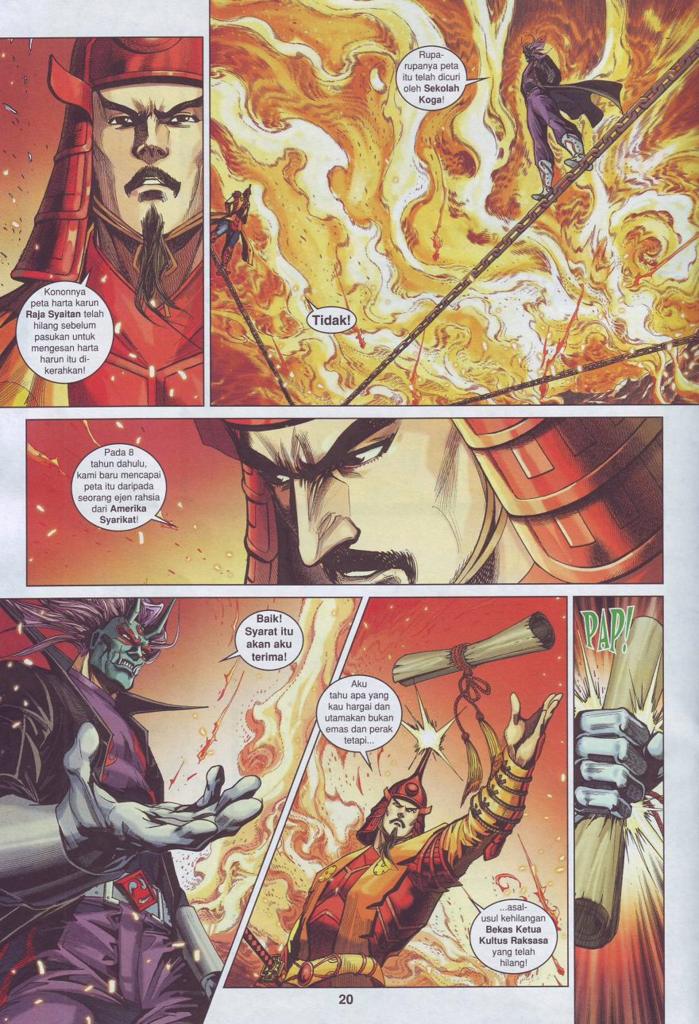 Kononnya
peta harta karun
Raja Syaitan telah
hilang sebelum
pasukan untuk
mengesan harta
harun itu di-
kerahkan!
Rupa-
rupanya peta
itu telah dicuri
oleh Sekolah
Koga!
Tidak!
Pada 8
tahun dahulu,
kami baru mencapai
peta itu daripada
seorang ejen rahsia
dari Amerika
Syarikat!
Baik!
Syarat itu
akan aku
terima!
Aku
tahu apa yang
kau hargai dan
utamakan bukan
emas dan perak
tetapi...
...asal-
usul kehilangan
Bekas Ketua
Kultus Raksasa
yang telah
hilang!
PAP!
20